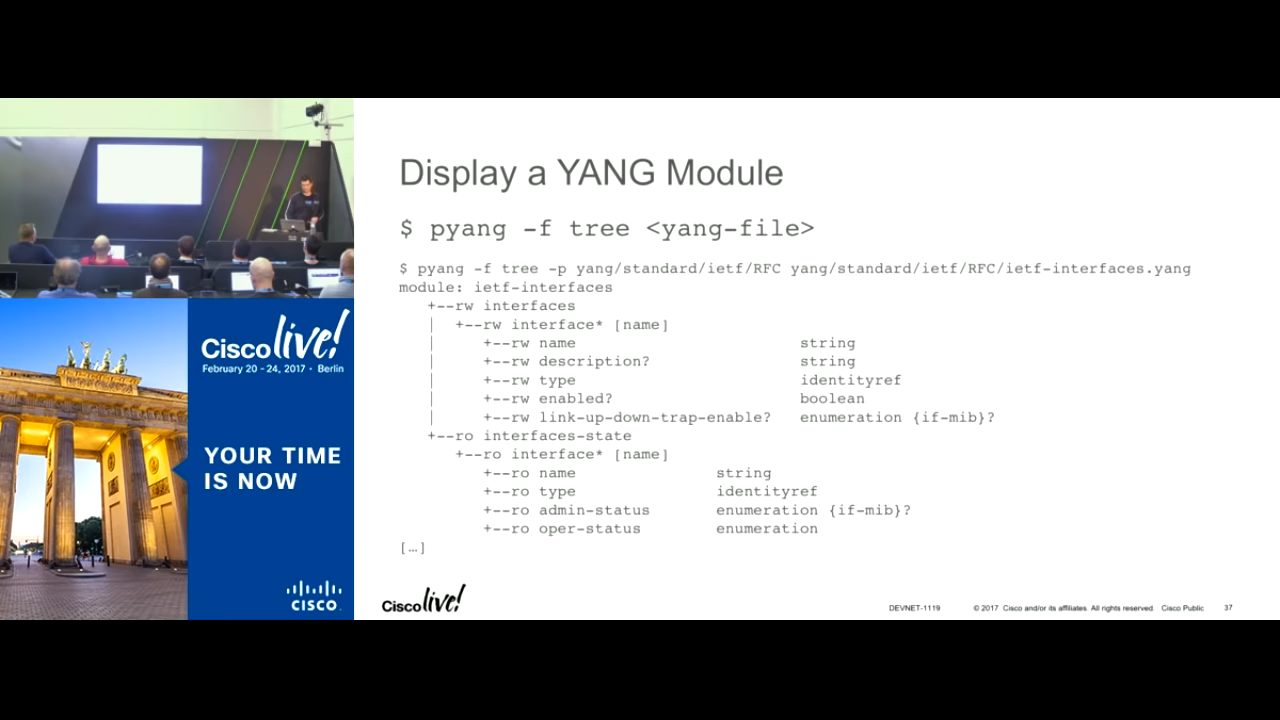 Display a YANG Module
$ pyang -f tree <yang-file>
$ pyang -f tree -p yang/standard/ietf/RFC yang/standard/ietf/RFC/ietf-interfaces.yang
module: ietf-interfaces
+--rw interfaces
| +--rw interface* [name]
| +--rw name string
| +--rw description? string
| +--rw type identityref
| +--rw enabled? boolean
| +--rw link-up-down-trap-enable? enumeration {if-mib}?
+--ro interfaces-state
+--ro interface* [name]
+--ro name string
+--ro type identityref
+--ro admin-status enumeration {if-mib}?
+--ro oper-status enumeration
[…]
Cisco live!
February 20 - 24, 2017 • Berlin
YOUR TIME
IS NOW
CISCO.
Cisco live!
DEVNET-1119 © 2017 Cisco and/or its affiliates. All rights reserved. Cisco Public 37